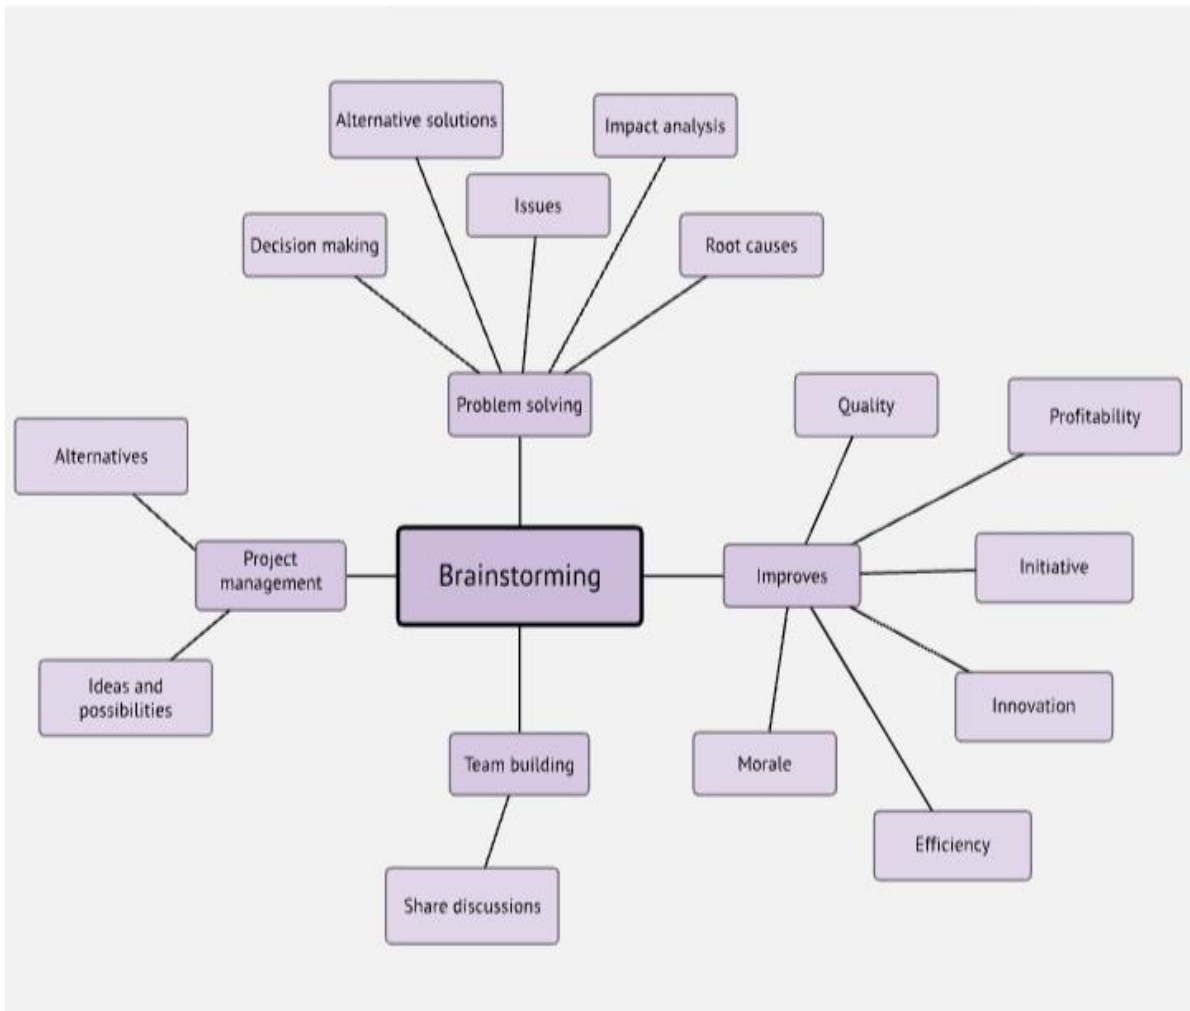 Alternative solutions
Impact analysis
Issues
Decision making
Root causes
Problem solving
Quality
Profitability
Alternatives
Project
management
Brainstorming
Improves
Initiative
Ideas and
possibilities
Innovation
Team building
Morale
Efficiency
Share discussions